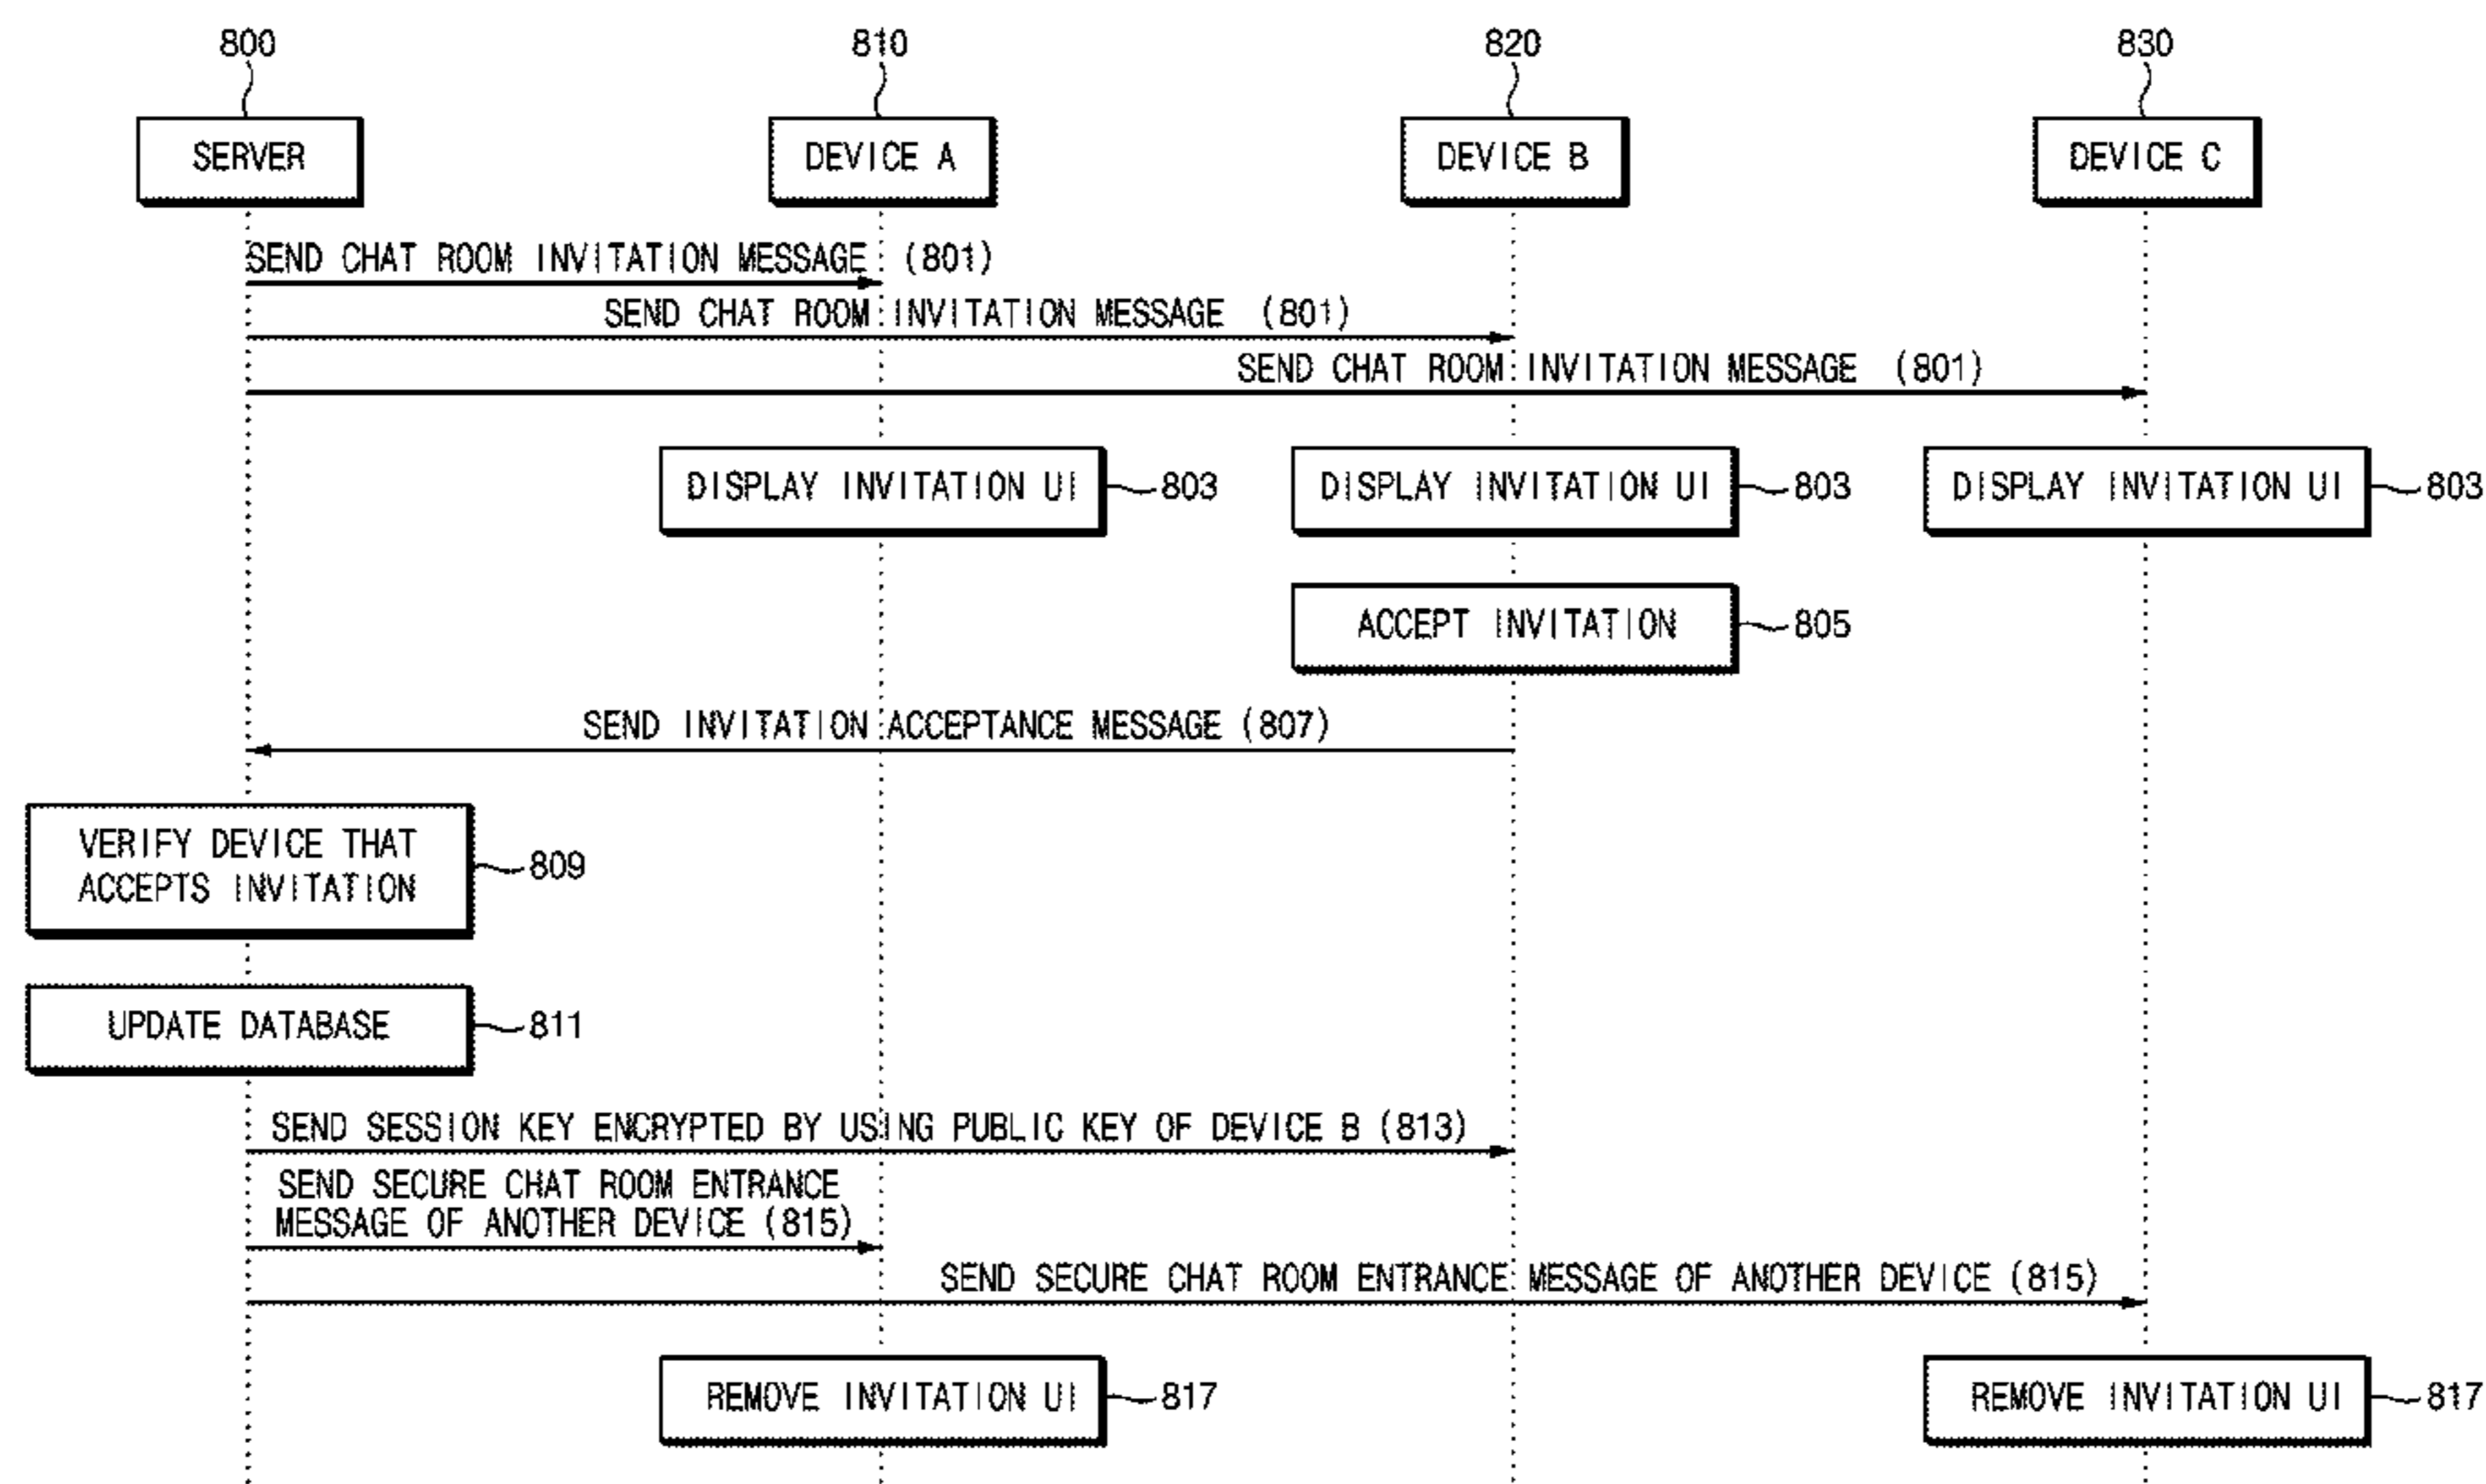 800 810 820 830
SERVER DEVICE A DEVICE B DEVICE C
SEND CHAT ROOM INVITATION MESSAGE (801)
SEND CHAT ROOM INVITATION MESSAGE (801)
SEND CHAT ROOM INVITATION MESSAGE (801)
DISPLAY INVITATION UI 803 DISPLAY INVITATION UI 803 DISPLAY INVITATION UI 803
ACCEPT INVITATION 805
SEND INVITATION ACCEPTANCE MESSAGE (807)
VERIFY DEVICE THAT
ACCEPTS INVITATION 809
UPDATE DATABASE 811
SEND SESSION KEY ENCRYPTED BY USING PUBLIC KEY OF DEVICE B (813)
SEND SECURE CHAT ROOM ENTRANCE
MESSAGE OF ANOTHER DEVICE (815)
SEND SECURE CHAT ROOM ENTRANCE MESSAGE OF ANOTHER DEVICE (815)
REMOVE INVITATION UI 817 REMOVE INVITATION UI 817